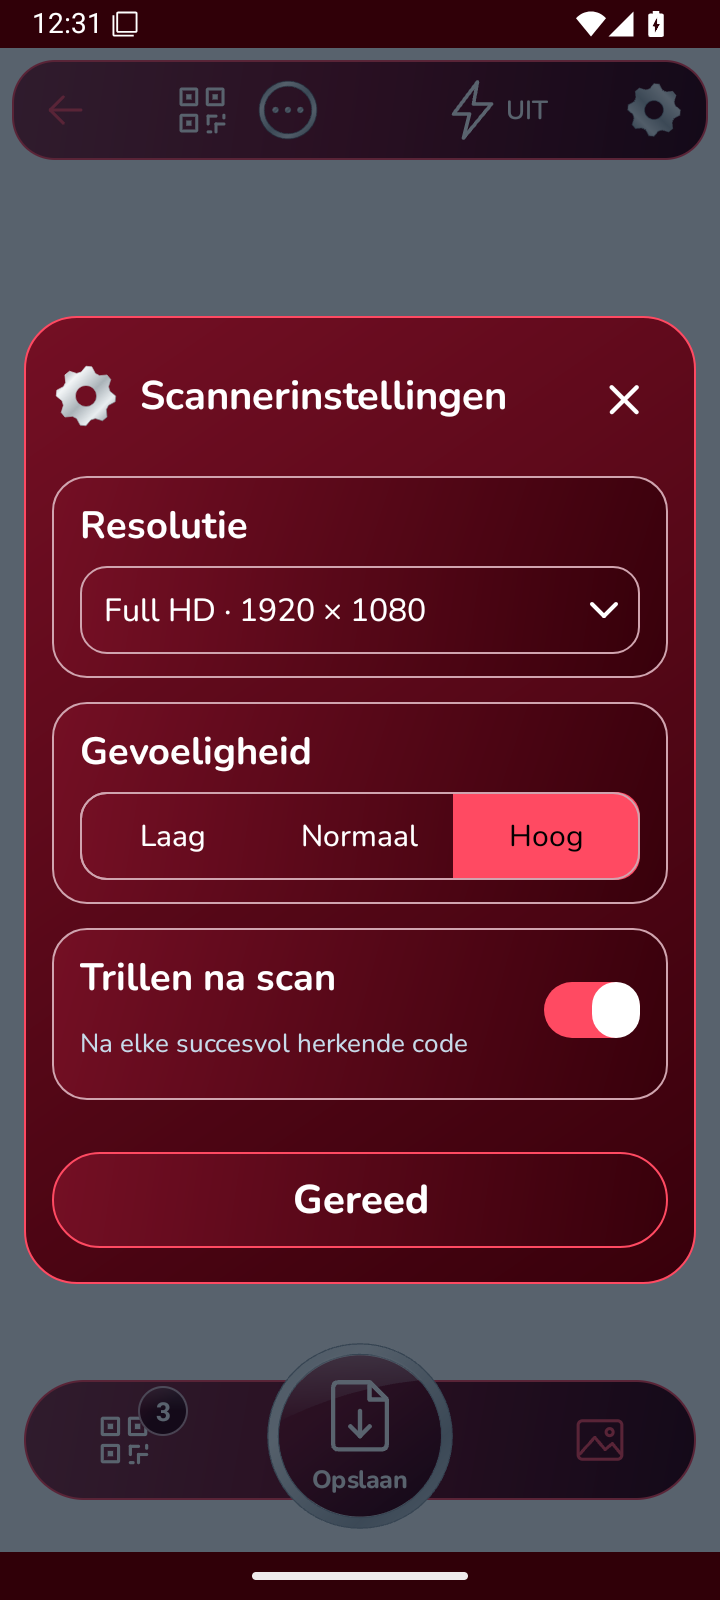 12:31
UIT
Scannerinstellingen
Resolutie
Full HD · 1920 × 1080
Gevoeligheid
Laag Normaal Hoog
Trillen na scan
Na elke succesvol herkende code
Gereed
3
Opslaan